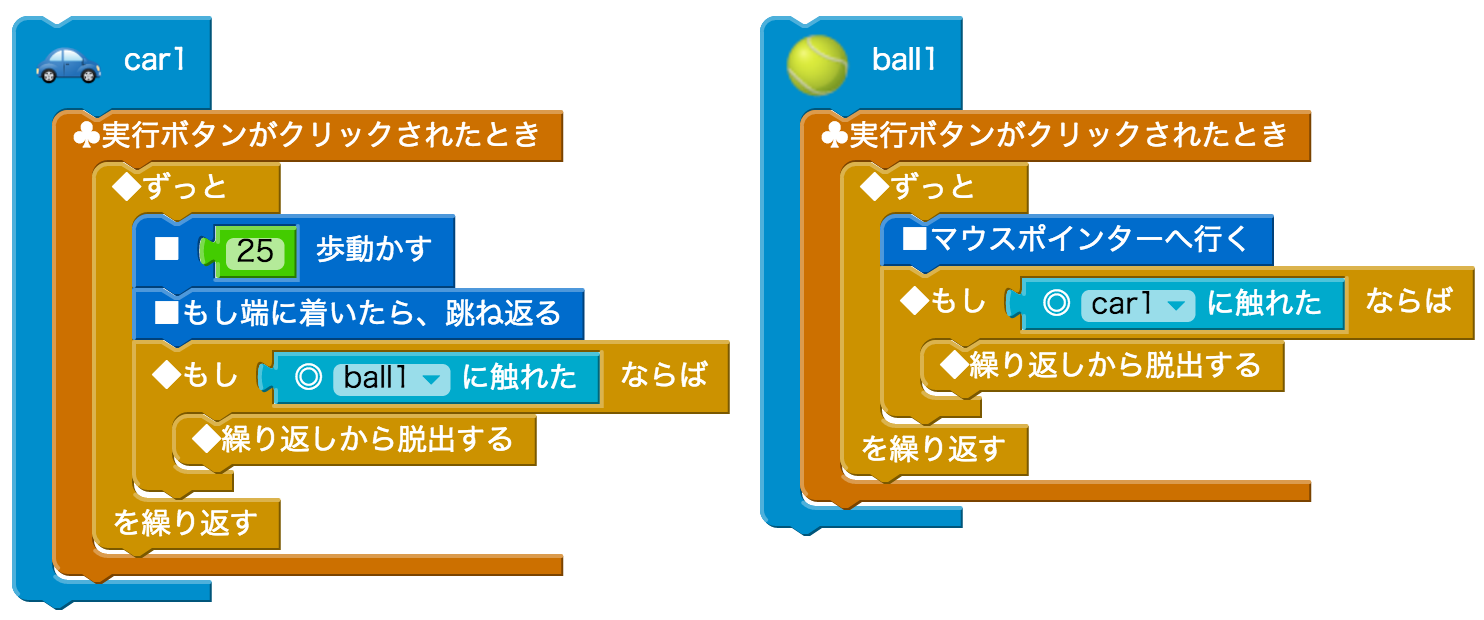 car1
♣実行ボタンがクリックされたとき
◆ずっと
■ 25 歩動かす
■もし端に着いたら、跳ね返る
◆もし ◎ ball1 に触れた ならば
◆繰り返しから脱出する
を繰り返す
ball1
♣実行ボタンがクリックされたとき
◆ずっと
■マウスポインターへ行く
◆もし ◎ car1 に触れた ならば
◆繰り返しから脱出する
を繰り返す